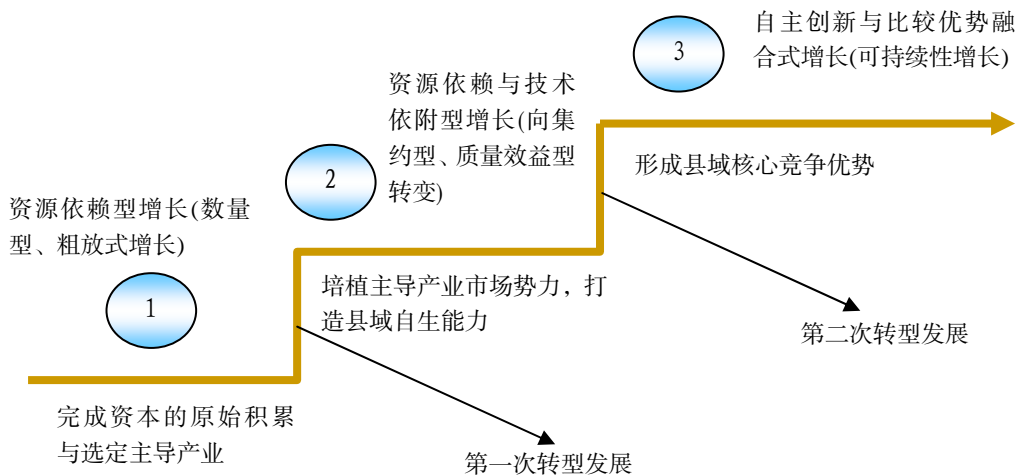 资源依赖型增长(数量
型、粗放式增长)
1
完成资本的原始积累
与选定主导产业
资源依赖与技术
依附型增长(向集
约型、质量效益型
转变)
2
培植主导产业市场势力，打
造县域自生能力
第一次转型发展
自主创新与比较优势融
合式增长(可持续性增长)
3
形成县域核心竞争优势
第二次转型发展